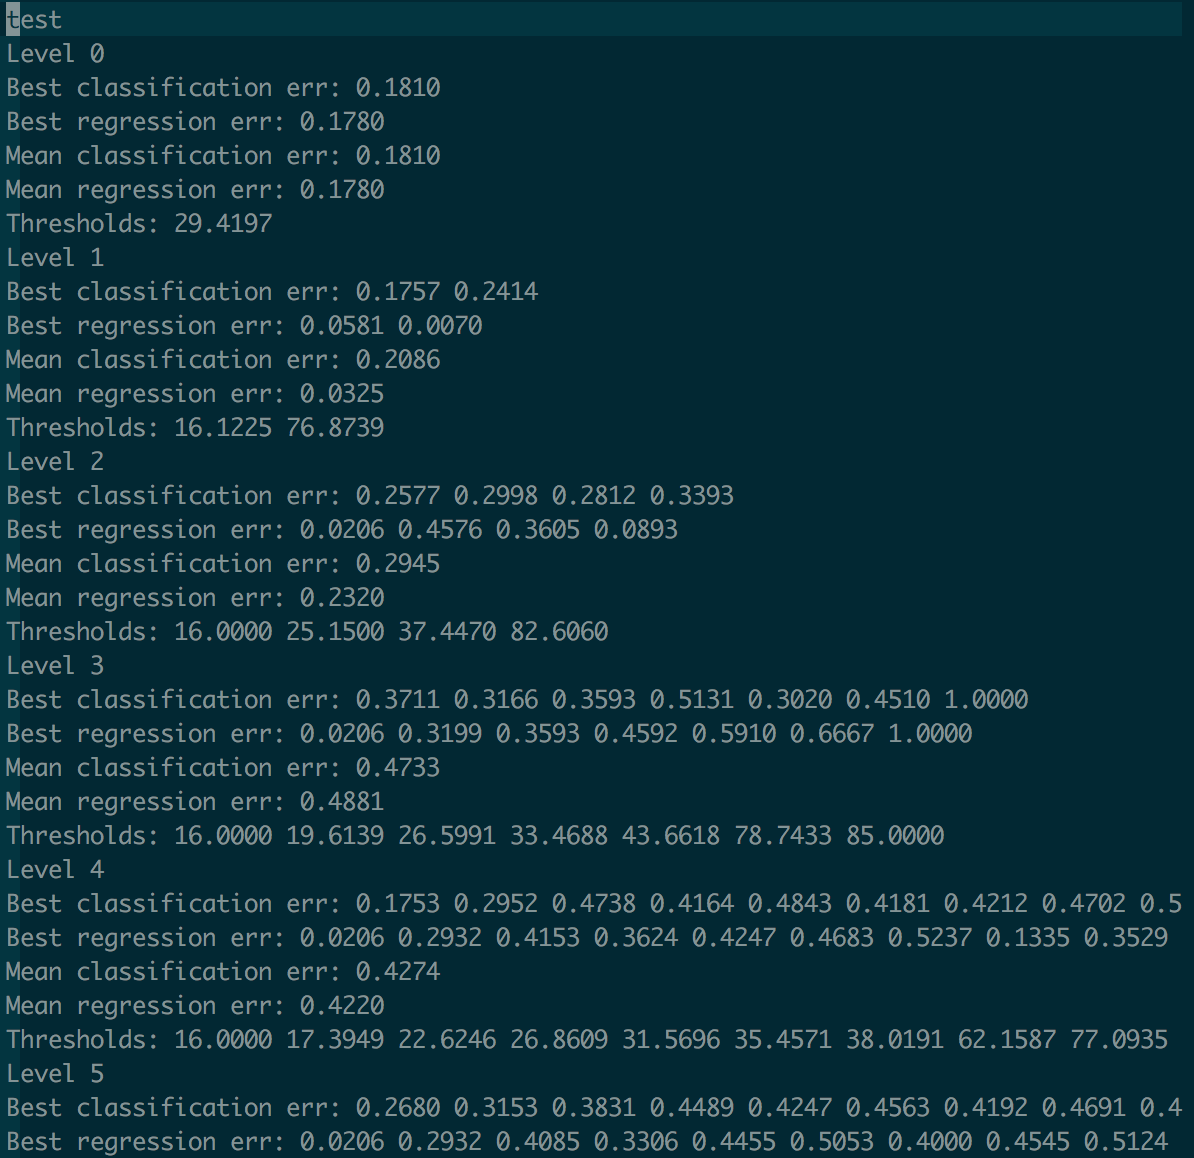 test
Level 0
Best classification err: 0.1810
Best regression err: 0.1780
Mean classification err: 0.1810
Mean regression err: 0.1780
Thresholds: 29.4197
Level 1
Best classification err: 0.1757 0.2414
Best regression err: 0.0581 0.0070
Mean classification err: 0.2086
Mean regression err: 0.0325
Thresholds: 16.1225 76.8739
Level 2
Best classification err: 0.2577 0.2998 0.2812 0.3393
Best regression err: 0.0206 0.4576 0.3605 0.0893
Mean classification err: 0.2945
Mean regression err: 0.2320
Thresholds: 16.0000 25.1500 37.4470 82.6060
Level 3
Best classification err: 0.3711 0.3166 0.3593 0.5131 0.3020 0.4510 1.0000
Best regression err: 0.0206 0.3199 0.3593 0.4592 0.5910 0.6667 1.0000
Mean classification err: 0.4733
Mean regression err: 0.4881
Thresholds: 16.0000 19.6139 26.5991 33.4688 43.6618 78.7433 85.0000
Level 4
Best classification err: 0.1753 0.2952 0.4738 0.4164 0.4843 0.4181 0.4212 0.4702 0.5
Best regression err: 0.0206 0.2932 0.4153 0.3624 0.4247 0.4683 0.5237 0.1335 0.3529
Mean classification err: 0.4274
Mean regression err: 0.4220
Thresholds: 16.0000 17.3949 22.6246 26.8609 31.5696 35.4571 38.0191 62.1587 77.0935
Level 5
Best classification err: 0.2680 0.3153 0.3831 0.4489 0.4247 0.4563 0.4192 0.4691 0.4
Best regression err: 0.0206 0.2932 0.4085 0.3306 0.4455 0.5053 0.4000 0.4545 0.5124